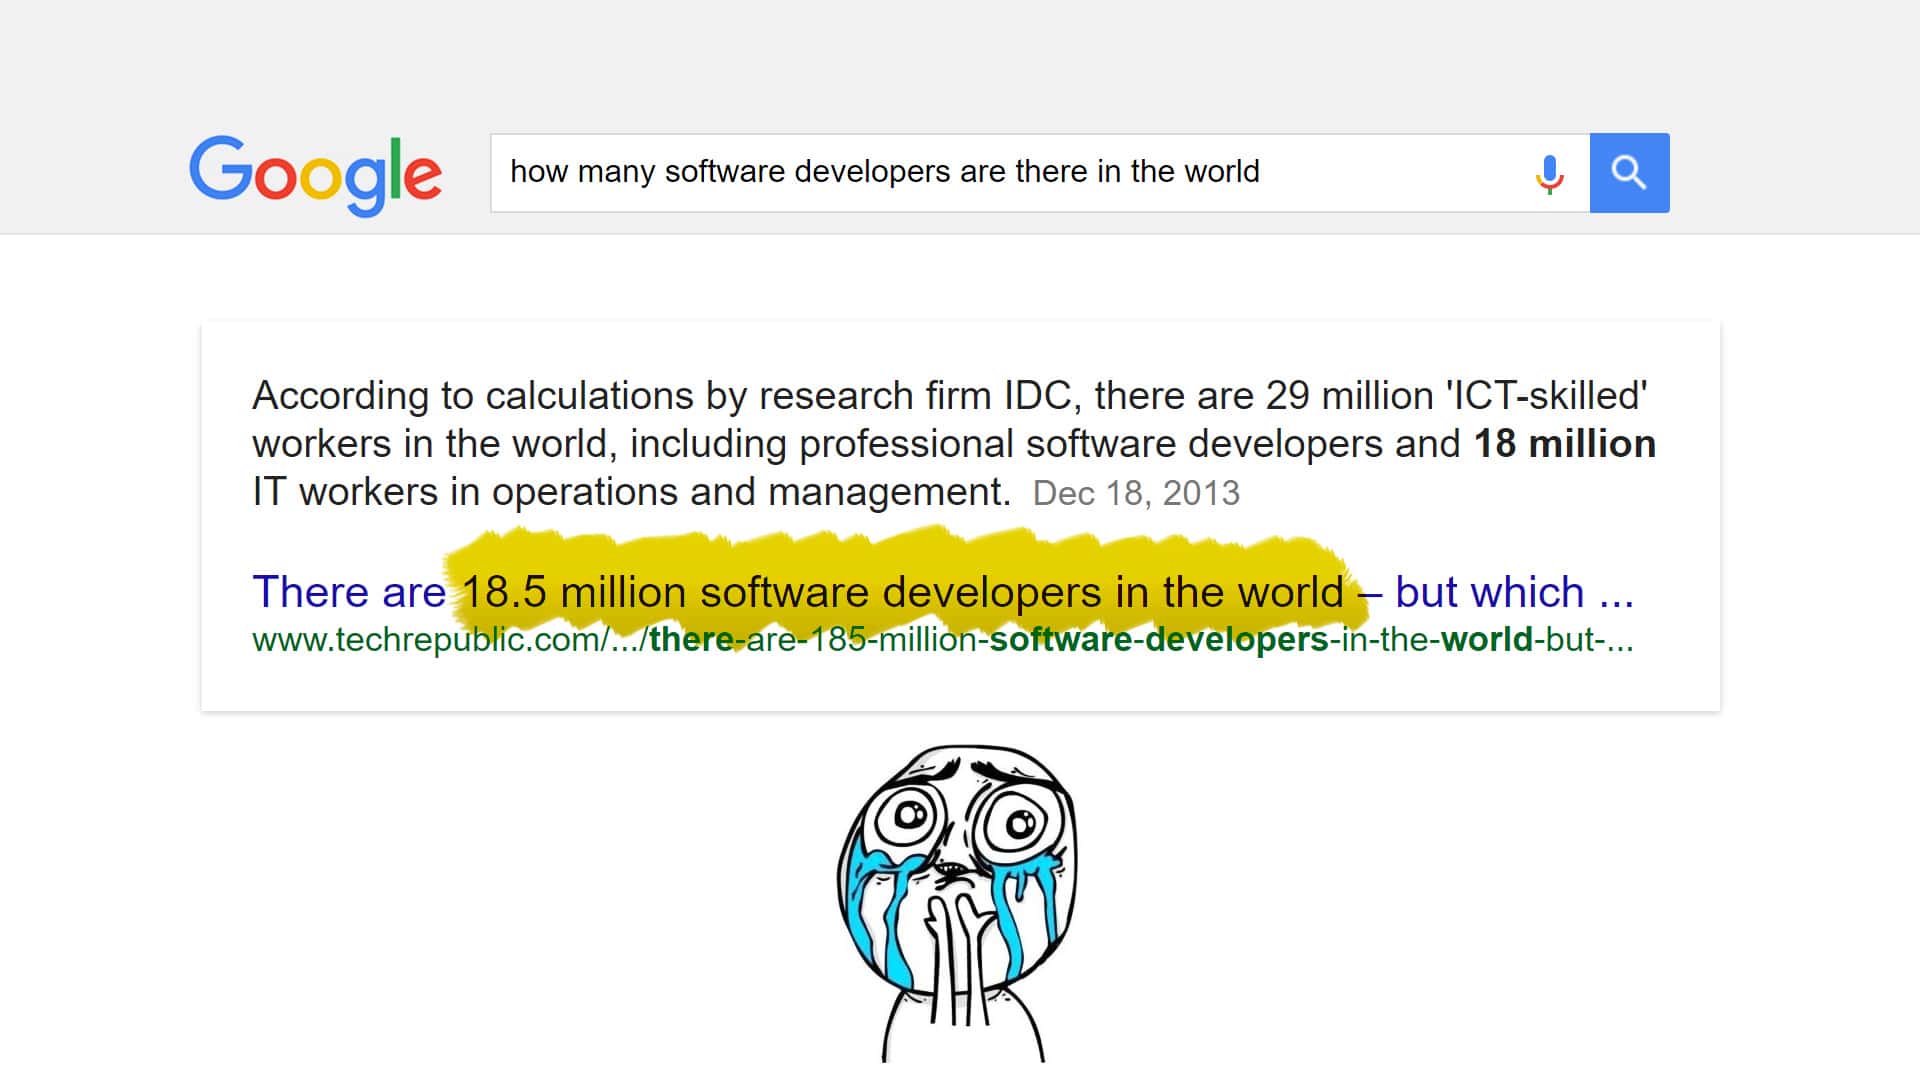 Google
how many software developers are there in the world
According to calculations by research firm IDC, there are 29 million 'ICT-skilled'
workers in the world, including professional software developers and 18 million
IT workers in operations and management. Dec 18, 2013
There are 18.5 million software developers in the world – but which ...
www.techrepublic.com/.../there-are-185-million-software-developers-in-the-world-but-...